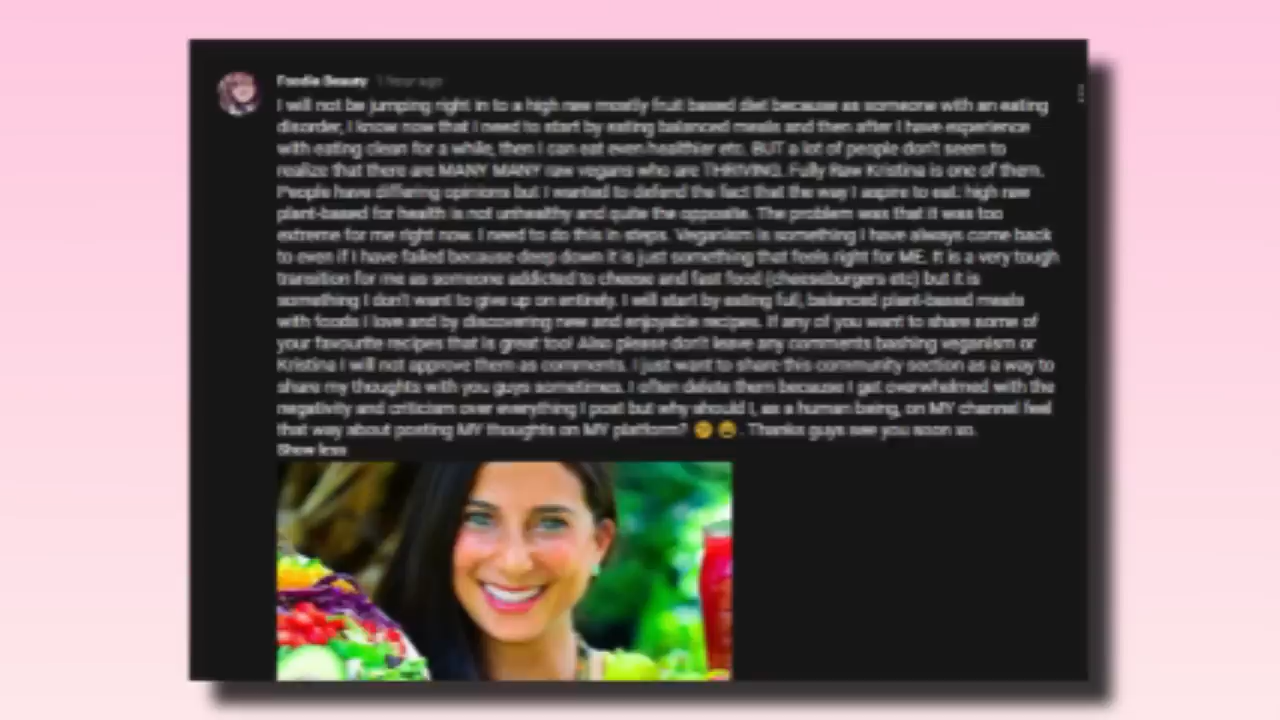 Foodie Beauty 1 hour ago
I will not be jumping right in to a high raw mostly fruit based diet because as someone with an eating
disorder, I know now that I need to start by eating balanced meals and then after I have experience
with eating clean for a while, then I can eat even healthier etc. BUT a lot of people don't seem to
realize that there are MANY MANY raw vegans who are THRIVING. Fully Raw Kristina is one of them.
People have differing opinions but I wanted to defend the fact that the way I aspire to eat: high raw
plant-based for health is not unhealthy and quite the opposite. The problem was that it was too
extreme for me right now. I need to do this in steps. Veganism is something I have always come back
to even if I have failed because deep down it is just something that feels right for ME. It is a very tough
transition for me as someone addicted to cheese and fast food (cheeseburgers etc) but it is
something I don't want to give up on entirely. I will start by eating full, balanced plant-based meals
with foods I love and by discovering new and enjoyable recipes. If any of you want to share some of
your favourite recipes that is great too! Also please don't leave any comments bashing veganism or
Kristina I will not approve them as comments. I just want to share this community section as a way to
share my thoughts with you guys sometimes. I often delete them because I get overwhelmed with the
negativity and criticism over everything I post but why should I, as a human being, on MY channel feel
that way about posting MY thoughts on MY platform? . Thanks guys see you soon xo.
Show less